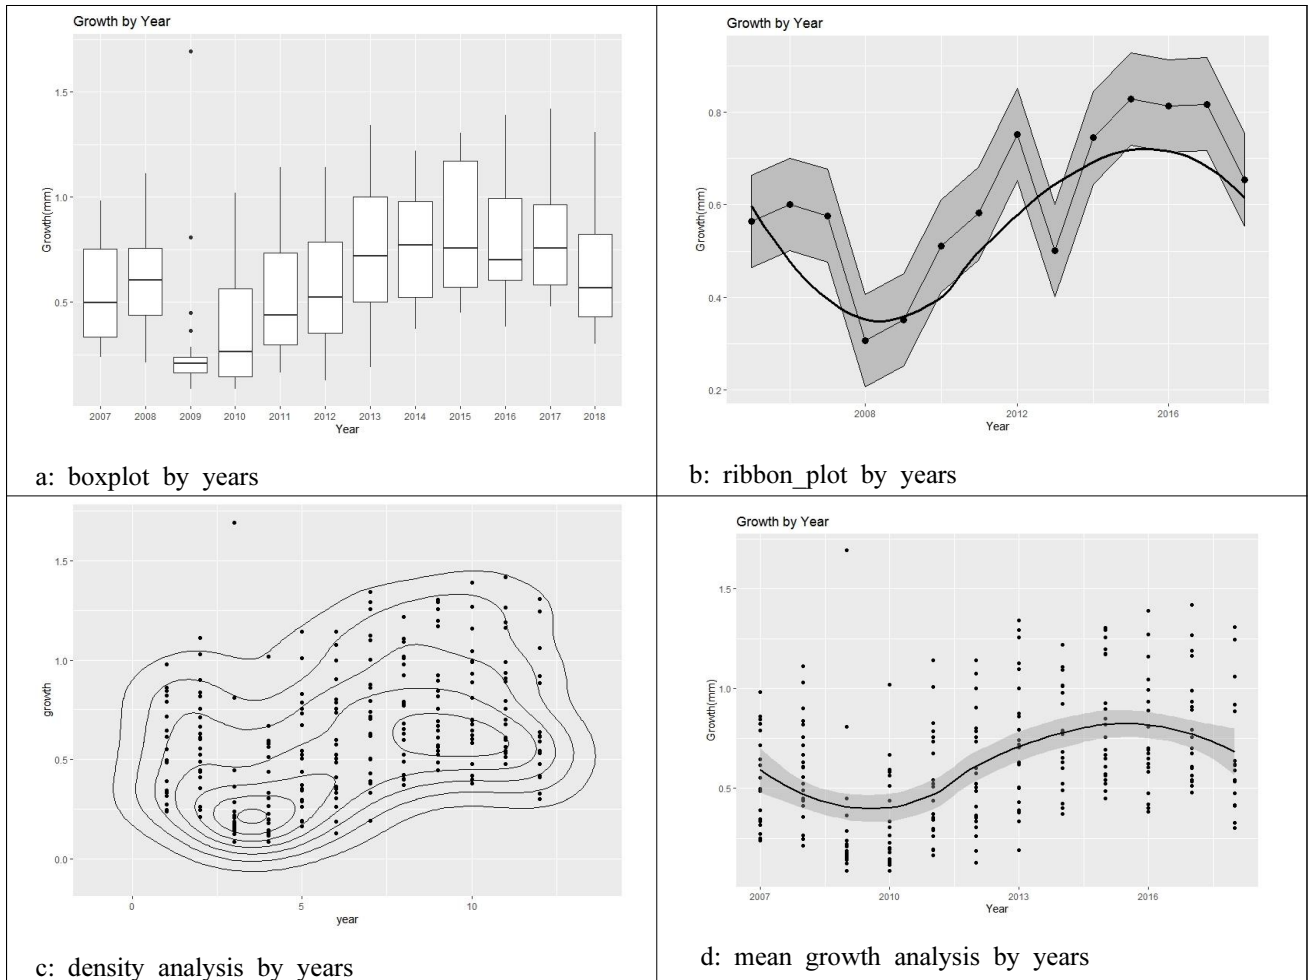 Growth by Year
1.5
1.0
0.5
Growth(mm)
2007 2008 2009 2010 2011 2012 2013 2014 2015 2016 2017 2018
Year
a: boxplot by years
Growth by Year
0.8
0.6
0.4
0.2
Growth(mm)
2008 2012 2016
Year
b: ribbon_plot by years
1.5
1.0
0.5
0.0
growth
0 5 10
year
c: density analysis by years
Growth by Year
1.5
1.0
0.5
Growth(mm)
2007 2010 2013 2016
Year
d: mean growth analysis by years